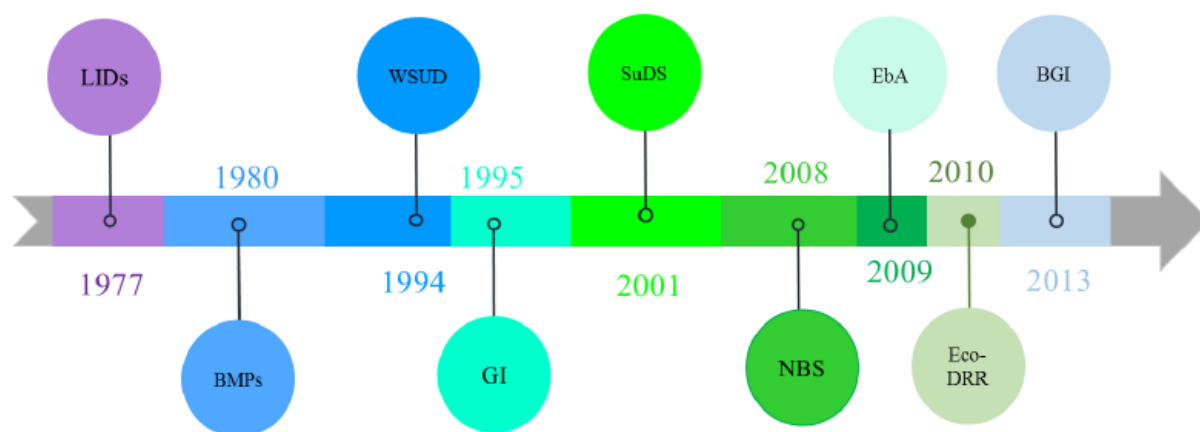 LIDs
WSUD
SuDS
EbA
BGI
1980
1995
2008
2010
1977
1994
2001
2009
2013
BMPs
GI
NBS
Eco-
DRR